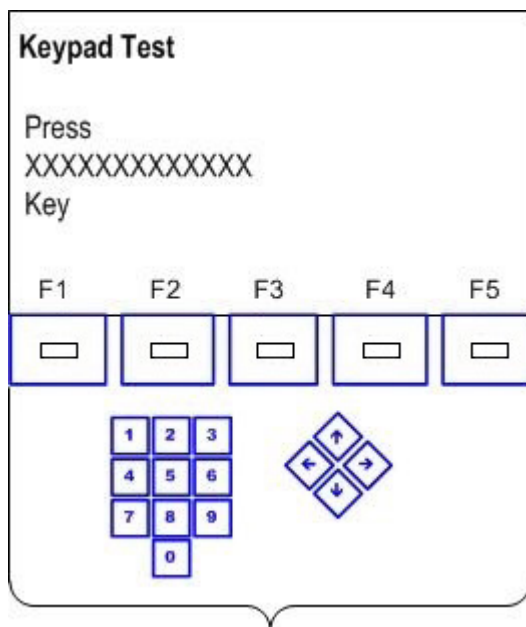 Keypad Test
Press
XXXXXXXXXXXXX
Key
F1 F2 F3 F4 F5
1 2 3
4 5 6
7 8 9
0